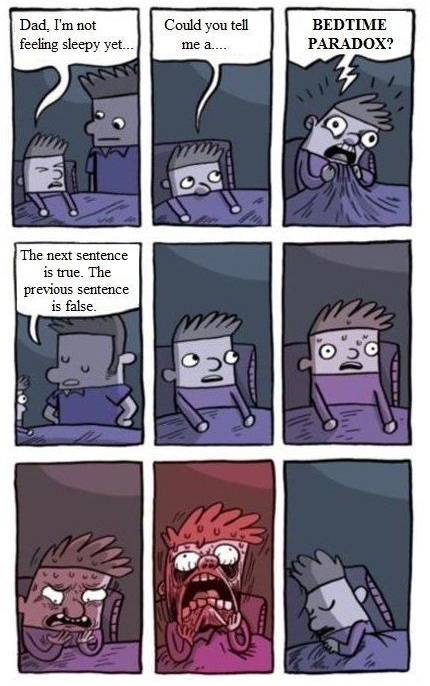 Dad, I'm not
feeling sleepy yet...
Could you tell
me a....
BEDTIME
PARADOX?
The next sentence
is true. The
previous sentence
is false.